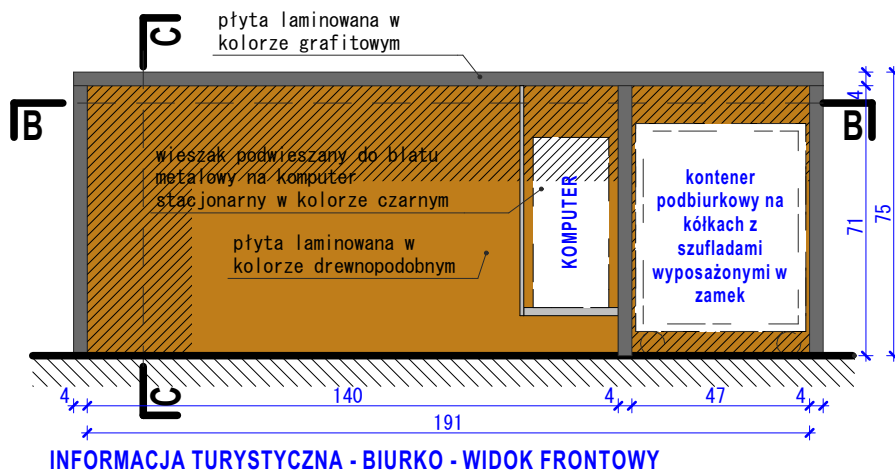 płyta laminowana w
kolorze grafitowym
C
C
B
B
wieszak podwieszany do blatu
metalowy na komputer
stacjonarny w kolorze czarnym
płyta laminowana w
kolorze drewnopodobnym
KOMPUTER
kontener
podbiurkowy na
kółkach z
szufladami
wyposażonymi w
zamek
4
71
75
4
140
4
47
4
191
INFORMACJA TURYSTYCZNA - BIURKO - WIDOK FRONTOWY